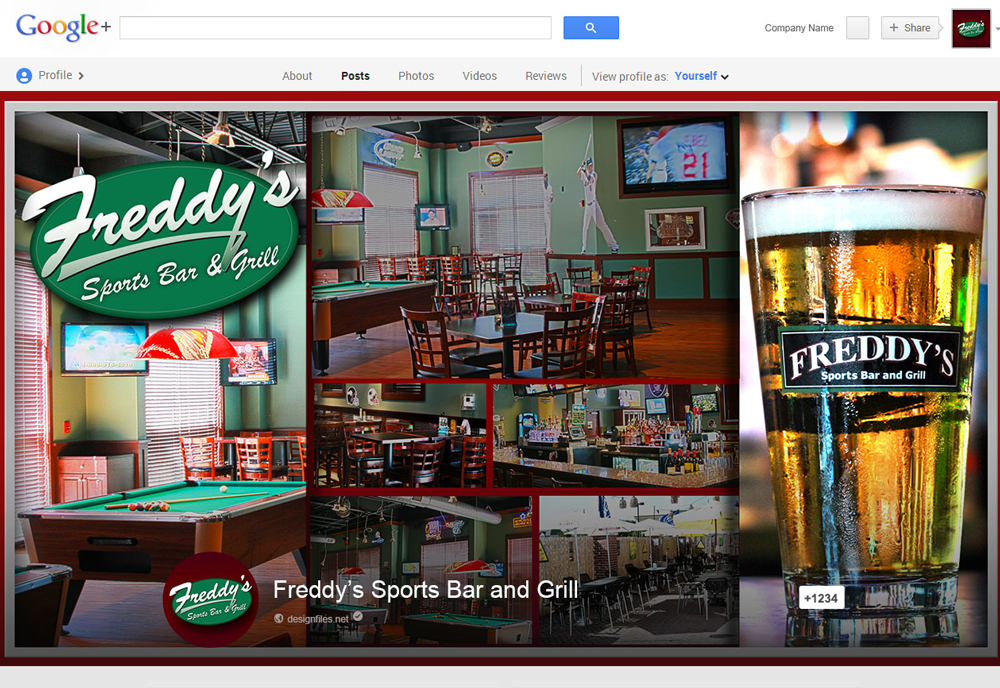 Google+
Company Name
+ Share
Profile
About
Posts
Photos
Videos
Reviews
View profile as:
Yourself
Freddy's
Sports Bar & Grill
21
FREDDY'S
Sports Bar and Grill
Freddy's
Sports Bar & Grill
Freddy's Sports Bar and Grill
designfiles.net
+1234